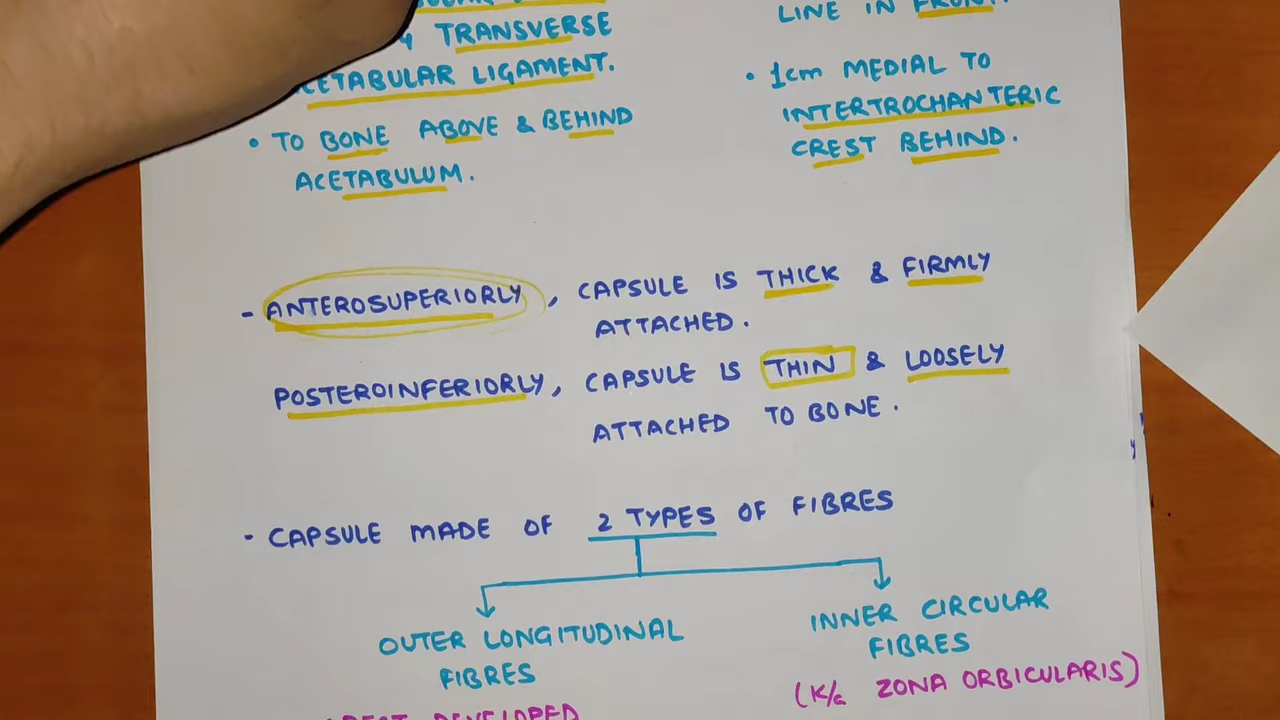 TRANSVERSE
ACETABULAR LIGAMENT.
• TO BONE ABOVE & BEHIND
ACETABULUM.
LINE IN FRONT.
• 1cm MEDIAL TO
INTERTROCHANTERIC
CREST BEHIND.
- ANTEROSUPERIORLY, CAPSULE IS THICK & FIRMLY
ATTACHED.
POSTEROINFERIORLY, CAPSULE IS THIN & LOOSELY
ATTACHED TO BONE.
• CAPSULE MADE OF 2 TYPES OF FIBRES
OUTER LONGITUDINAL
FIBRES
INNER CIRCULAR
FIBRES
(K/a ZONA ORBICULARIS)
DEVELOPED